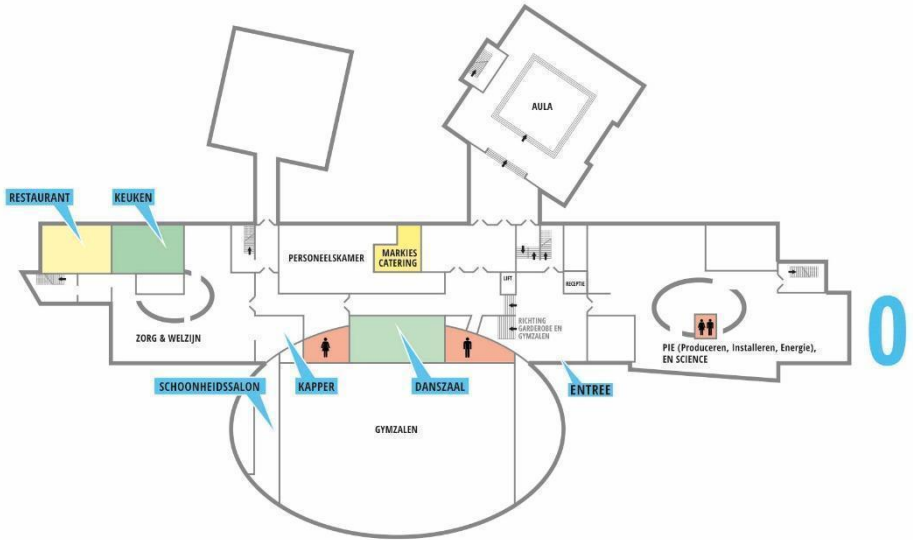 AULA
RESTAURANT
KEUKEN
PERSONEELSKAMER
MARKIES
CATERING
LIFT
RECEPTIE
RICHTING
GARDEROBE EN
GYMZALEN
ZORG & WELZIJN
PIE (Produceren, Installeren, Energie),
EN SCIENCE
0
SCHOONHEIDSSALON
KAPPER
DANSZAAL
ENTREE
GYMZALEN